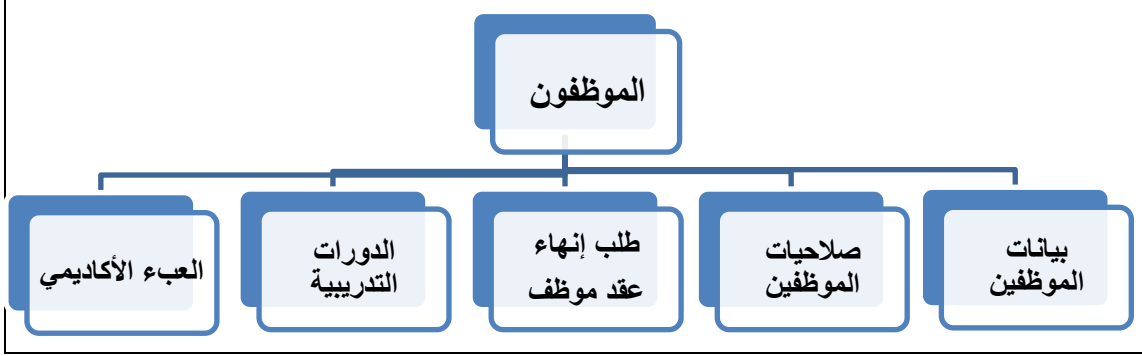 الموظفون
بيانات
الموظفين
صلاحيات
الموظفين
طلب إنهاء
عقد موظف
الدورات
التدريبية
العبء الأكاديمي